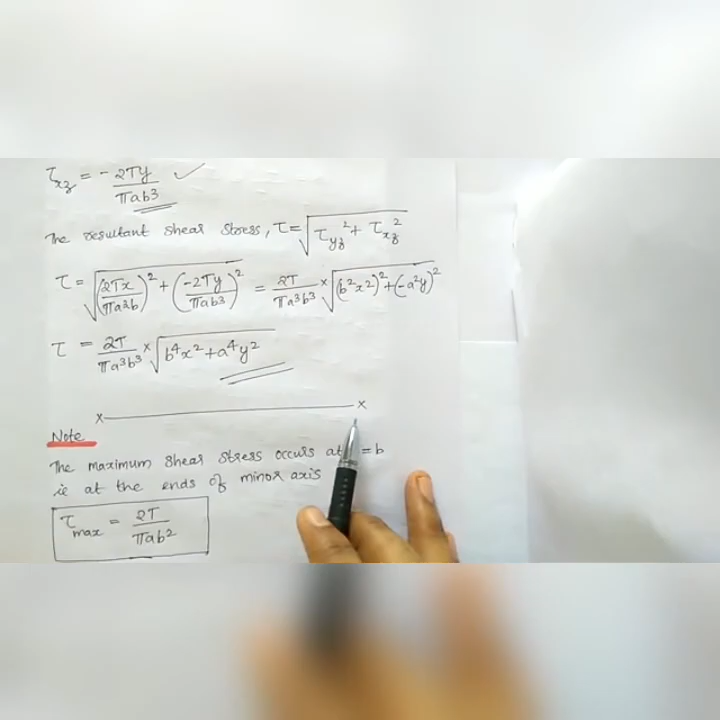 τxz = - 2Ty / πab3
The resultant shear stress, τ = √(τyz² + τxz²)
τ = √((2Tx / πa3b)² + (-2Ty / πab3)²) = 2T / πa³b³ × √((b²x²)² + (-a²y)²)
τ = 2T / πa³b³ × √(b⁴x² + a⁴y²)
x x
Note
The maximum shear stress occurs at = b
ie at the ends of minor axis
τmax = 2T / πab²